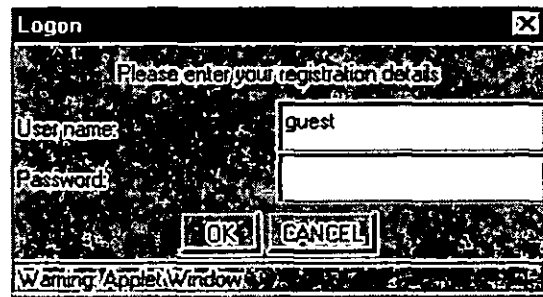 Logon
Please enter your registration details
User name: guest
Password:
OK CANCEL
Warning: Applet Window